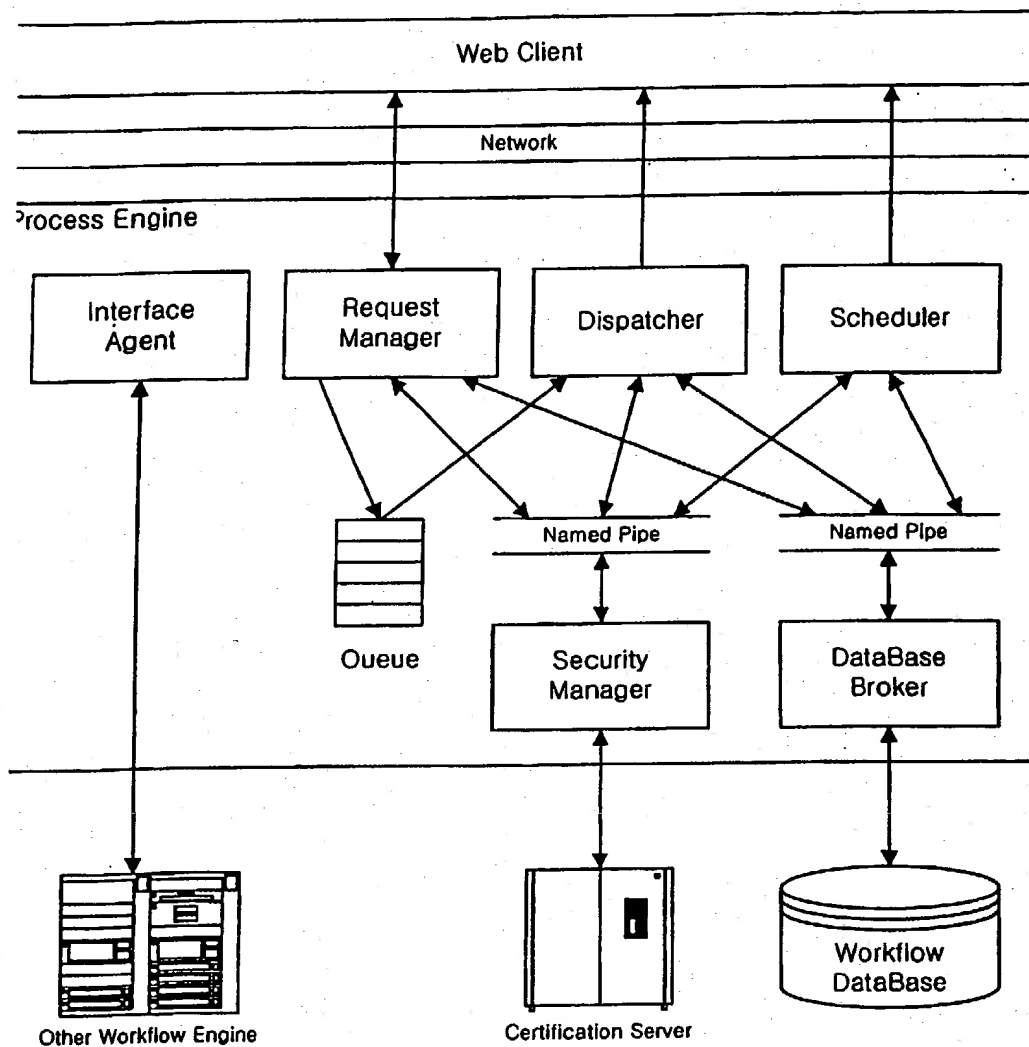 Web Client
Network
Process Engine
Interface
Agent
Request
Manager
Dispatcher
Scheduler
Named Pipe
Named Pipe
Queue
Security
Manager
DataBase
Broker
Workflow
DataBase
Other Workflow Engine
Certification Server